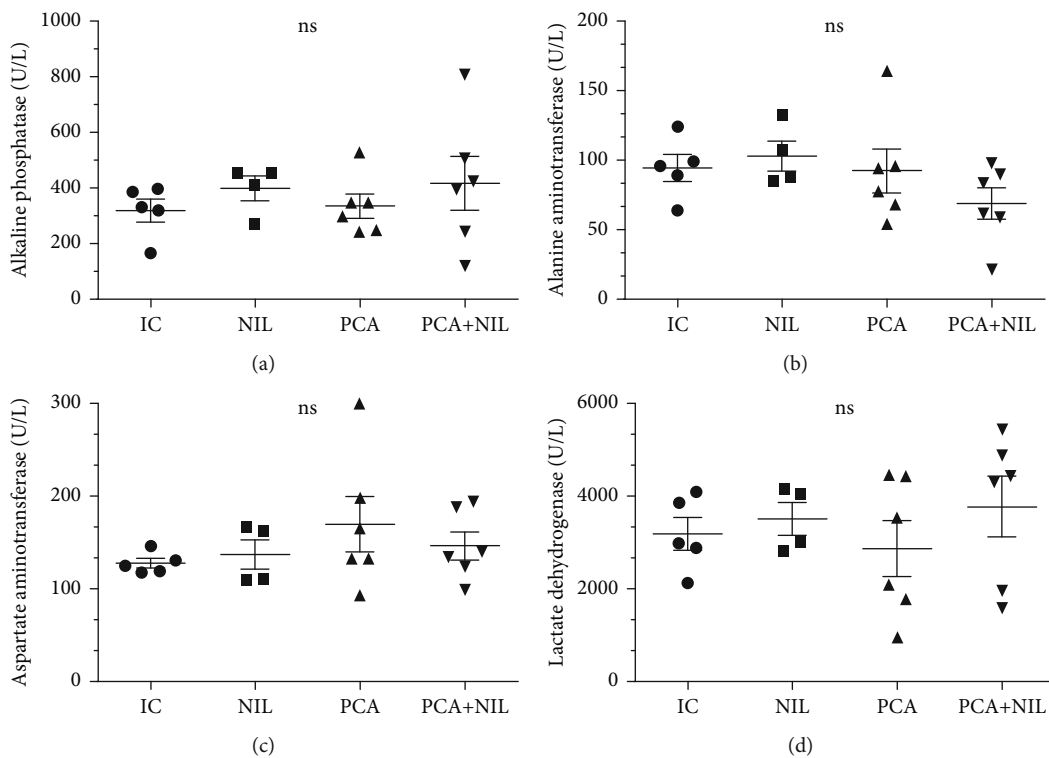 Alkaline phosphatase (U/L)
1000
800
600
400
200
0
ns
IC NIL PCA PCA+NIL
(a)
Alanine aminotransferase (U/L)
200
150
100
50
0
ns
IC NIL PCA PCA+NIL
(b)
Aspartate aminotransferase (U/L)
300
200
100
0
ns
IC NIL PCA PCA+NIL
(c)
Lactate dehydrogenase (U/L)
6000
4000
2000
0
ns
IC NIL PCA PCA+NIL
(d)